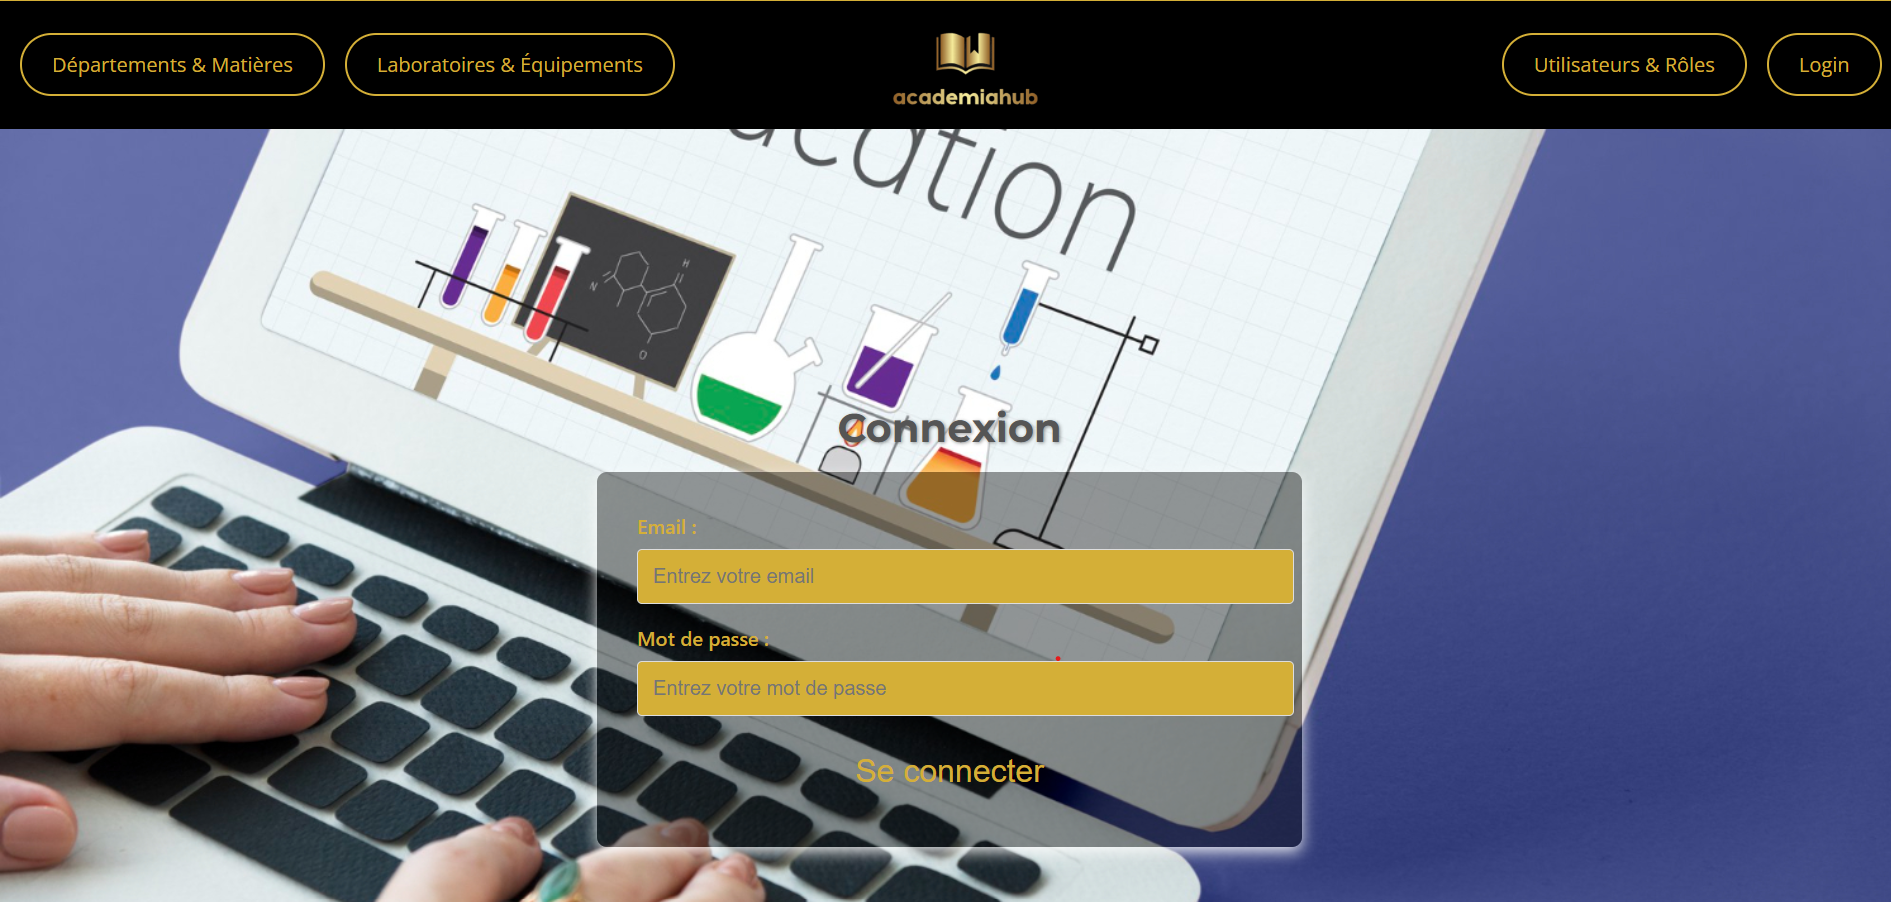 Départements & Matières
Laboratoires & Équipements
academiahub
Utilisateurs & Rôles
Login
ucation
N
H
O
Connexion
Email :
Entrez votre email
Mot de passe :
Entrez votre mot de passe
Se connecter